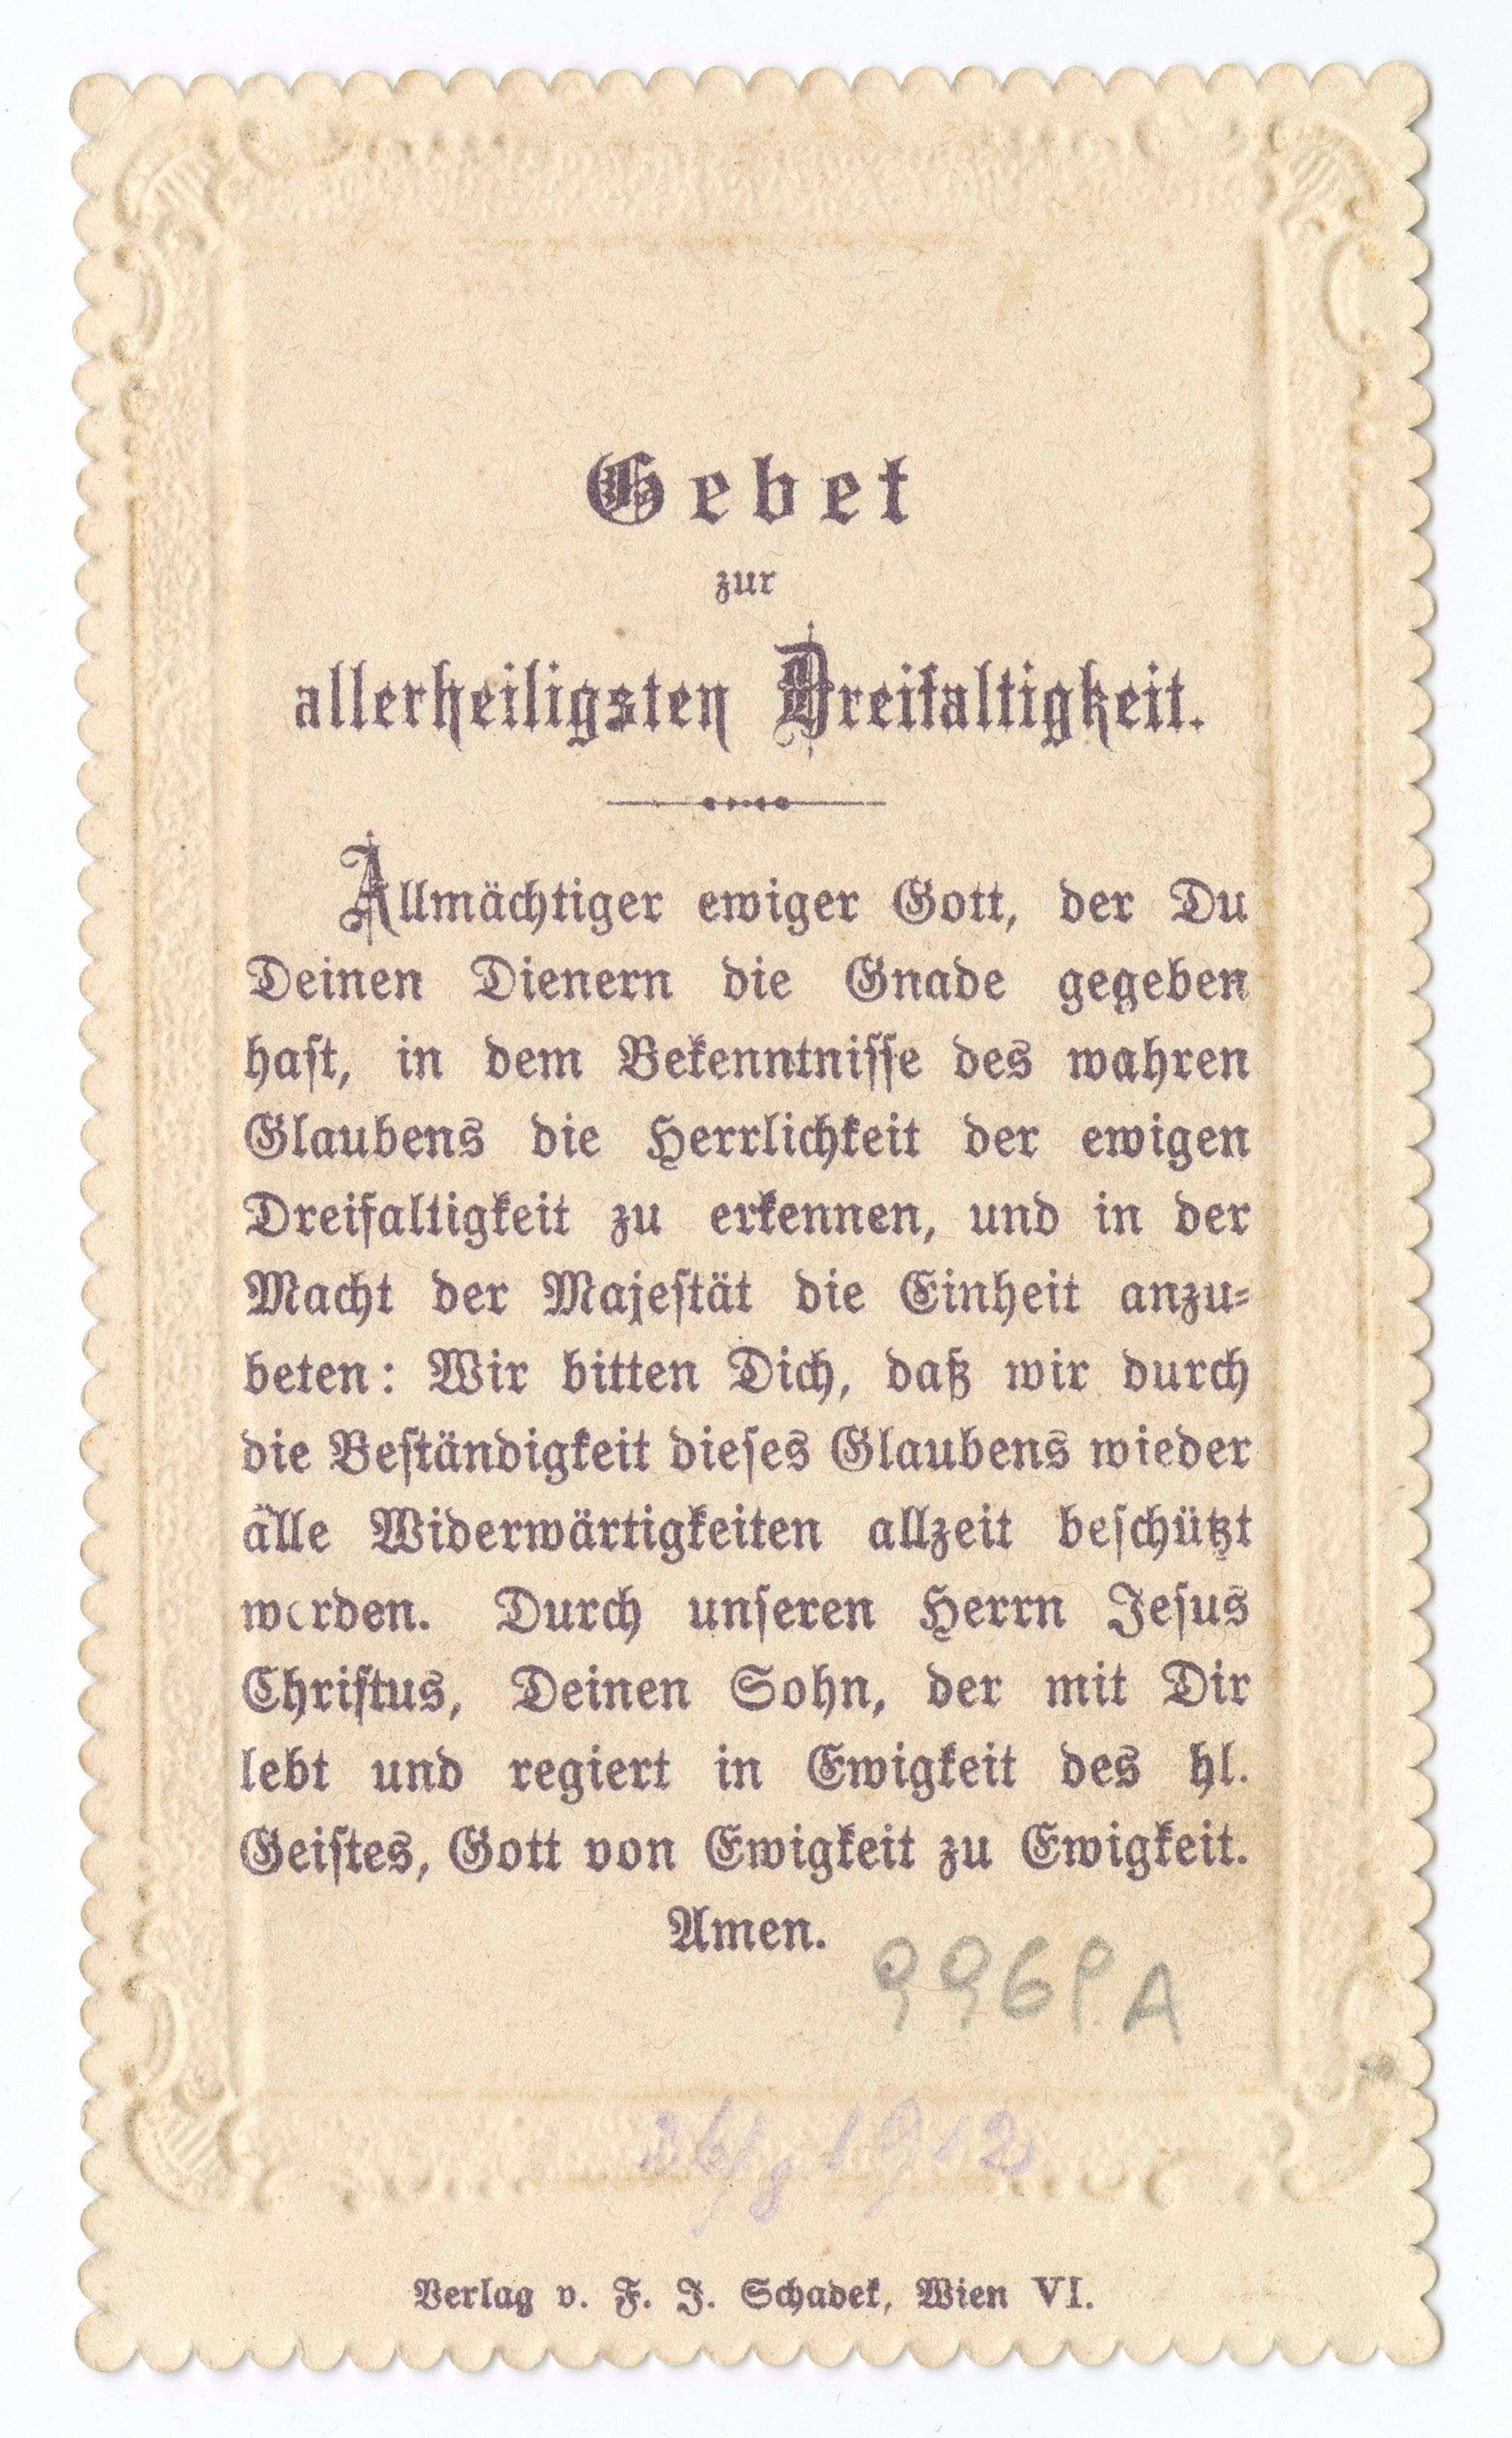 Gebet
zur
allerheiligsten Dreifaltigkeit.
Allmächtiger ewiger Gott, der Du
Deinen Dienern die Gnade gegeben
hast, in dem Bekenntnisse des wahren
Glaubens die Herrlichkeit der ewigen
Dreifaltigkeit zu erkennen, und in der
Macht der Majestät die Einheit anzu-
beten: Wir bitten Dich, daß wir durch
die Beständigkeit dieses Glaubens wieder
alle Widerwärtigkeiten allzeit beschützt
werden. Durch unseren Herrn Jesus
Christus, Deinen Sohn, der mit Dir
lebt und regiert in Ewigkeit des hl.
Geistes, Gott von Ewigkeit zu Ewigkeit.
Amen.
9969A
26/8 1912
Verlag v. F. J. Schadek, Wien VI.